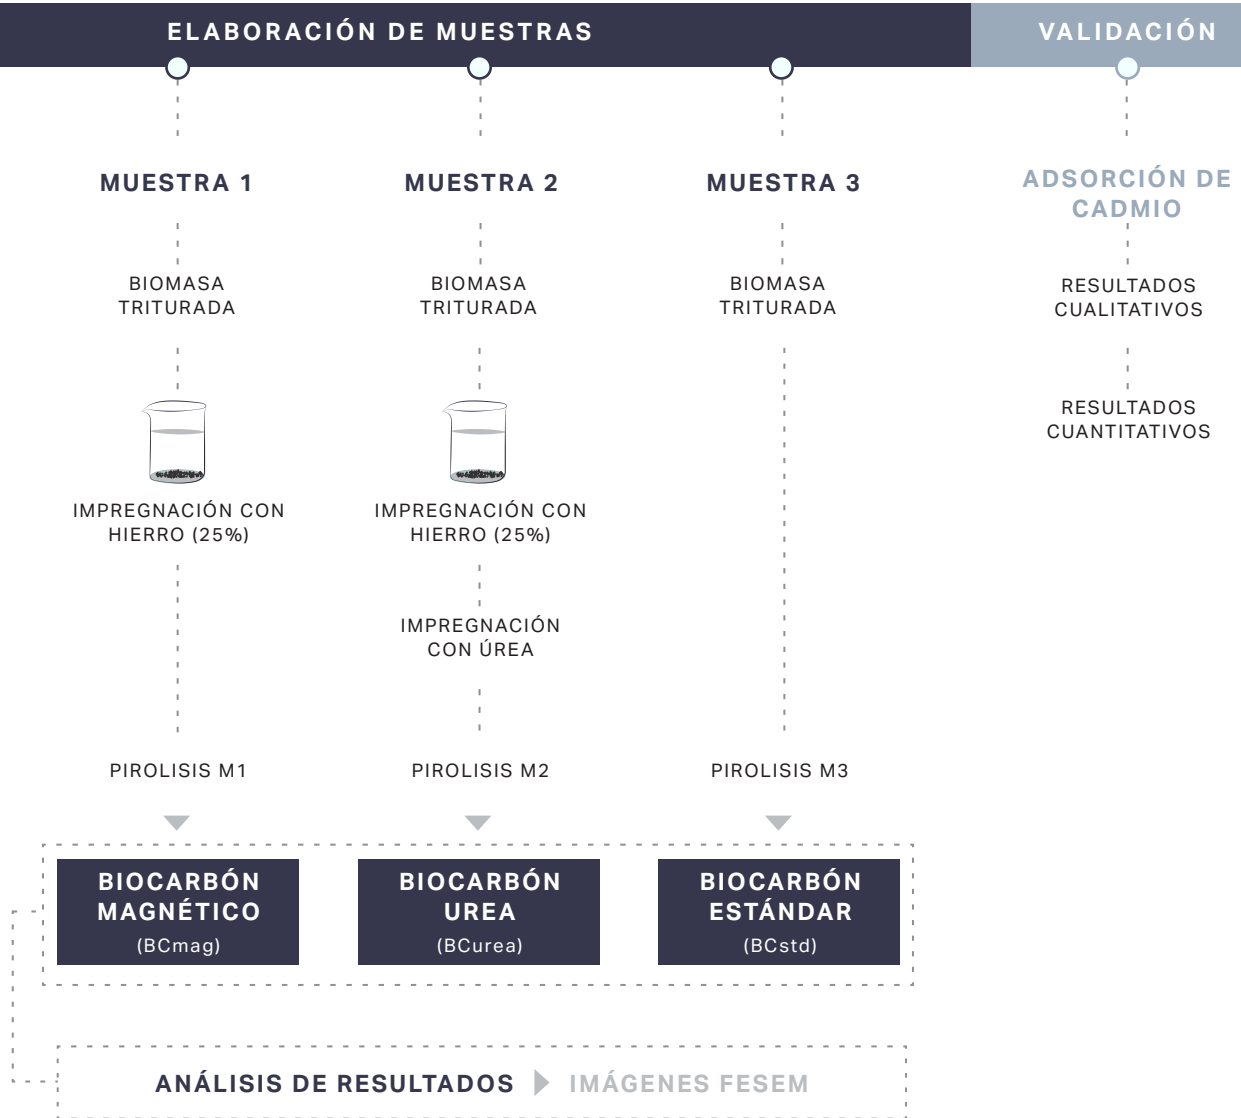 ELABORACIÓN DE MUESTRAS
VALIDACIÓN
MUESTRA 1
BIOMASA
TRITURADA
IMPREGNACIÓN CON
HIERRO (25%)
PIROLISIS M1
BIOCARBÓN
MAGNÉTICO
(BCmag)
MUESTRA 2
BIOMASA
TRITURADA
IMPREGNACIÓN CON
HIERRO (25%)
IMPREGNACIÓN
CON ÚREA
PIROLISIS M2
BIOCARBÓN
UREA
(BCurea)
MUESTRA 3
BIOMASA
TRITURADA
PIROLISIS M3
BIOCARBÓN
ESTÁNDAR
(BCstd)
ADSORCIÓN DE
CADMIO
RESULTADOS
CUALITATIVOS
RESULTADOS
CUANTITATIVOS
ANÁLISIS DE RESULTADOS IMÁGENES FESEM